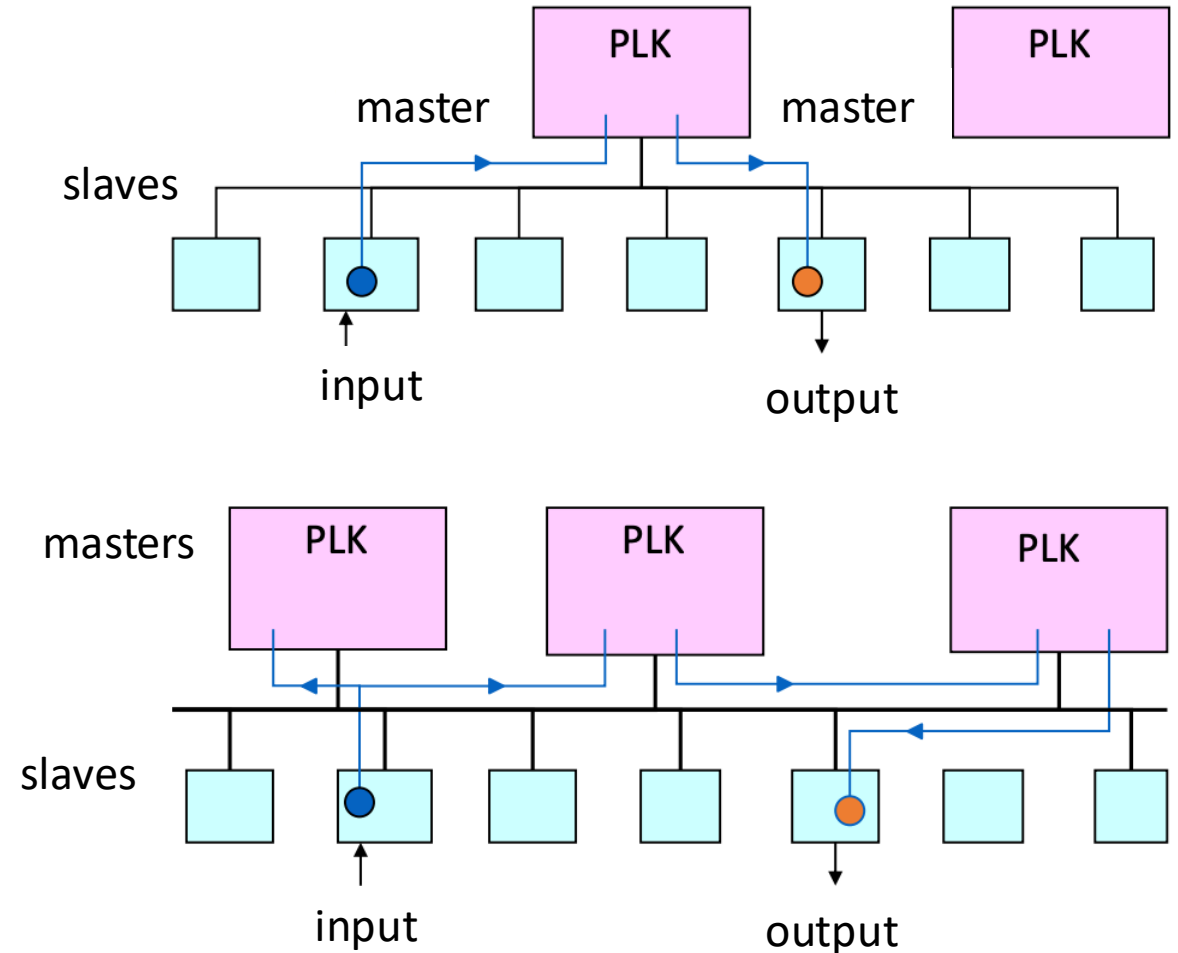 PLK
PLK
master
master
slaves
input
output
masters
PLK
PLK
PLK
slaves
input
output